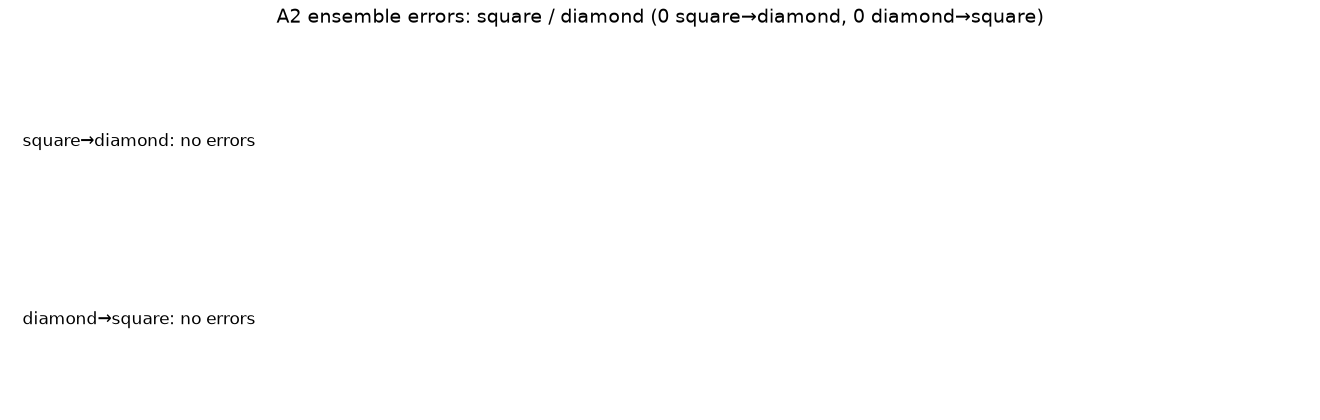 A2 ensemble errors: square / diamond (0 square→diamond, 0 diamond→square)
square→diamond: no errors
diamond→square: no errors